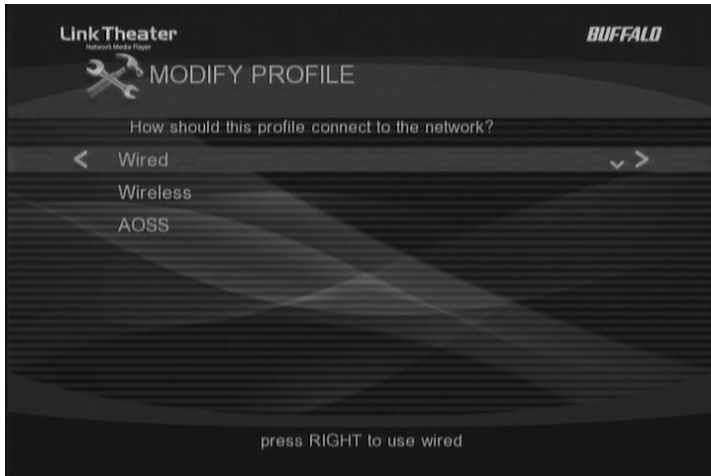 LinkTheater
Network Media Player
BUFFALO
MODIFY PROFILE
How should this profile connect to the network?
Wired
Wireless
AOSS
press RIGHT to use wired